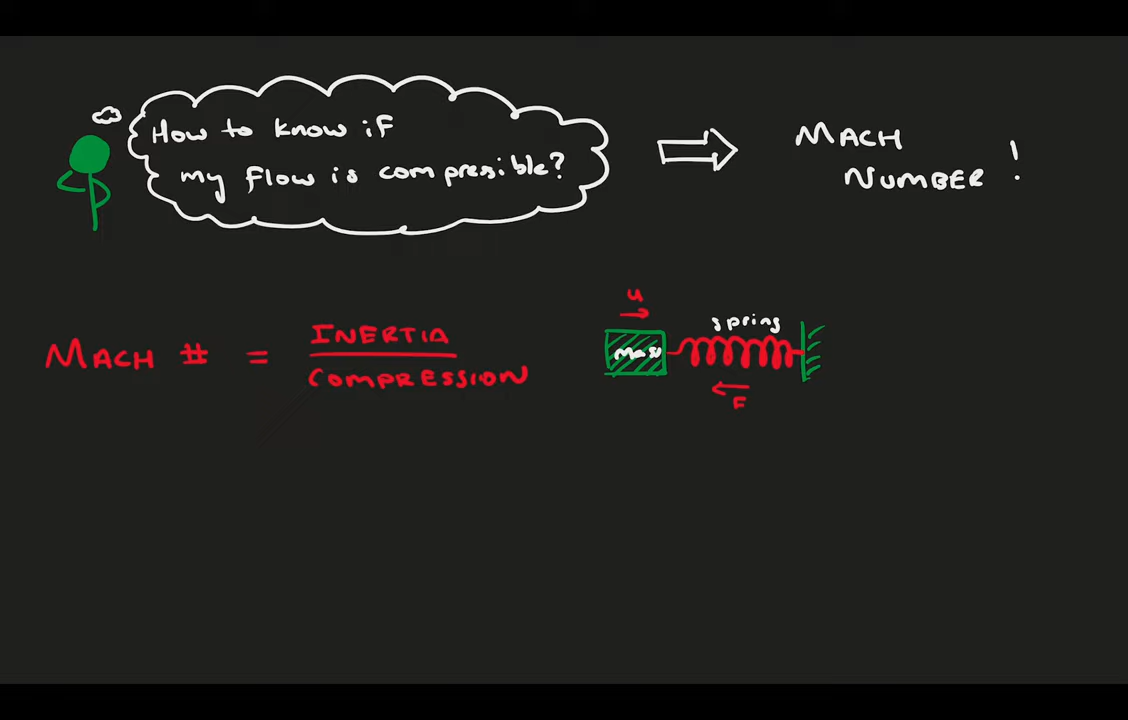 How to know if
my flow is compresible?
MACH
NUMBER !
MACH # = INERTIA
COMPRESSION
u
spring
mass
F